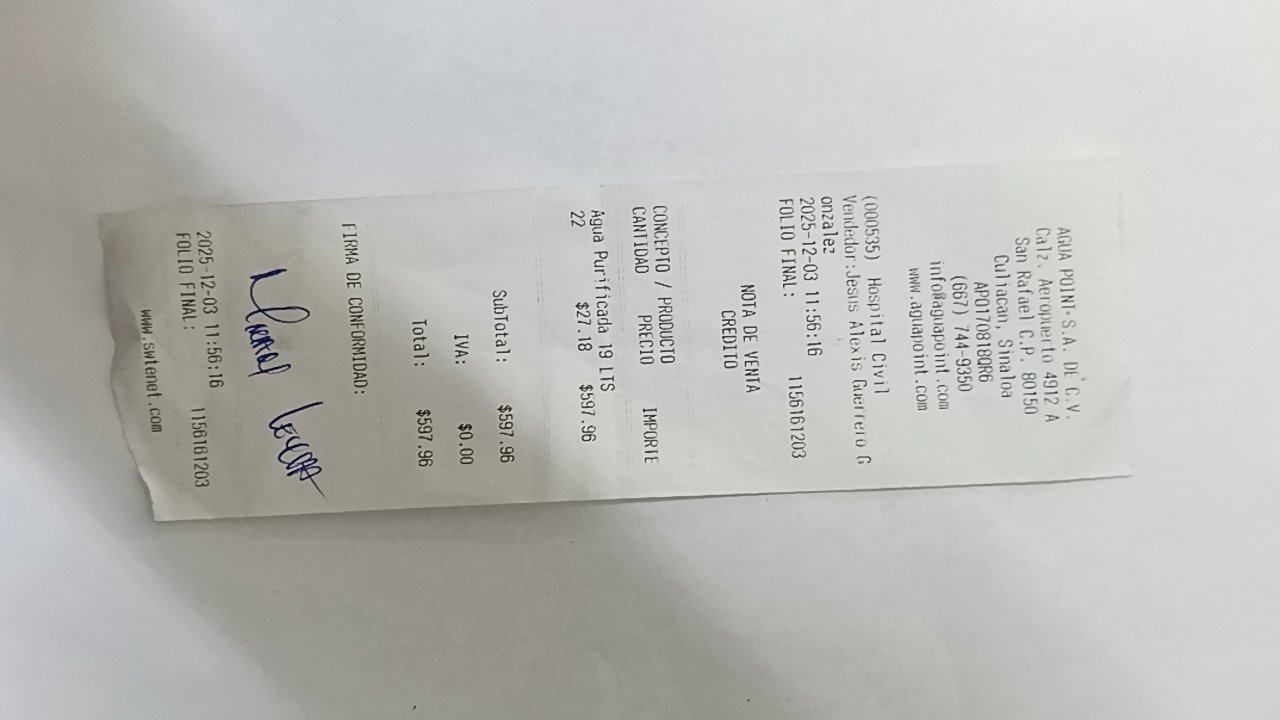 AGUA POINT S.A. DE C.V.
Calz. Aeropuerto 4912 A
San Rafael C.P. 80150
Culiacan, Sinaloa
APO170818QR6
(667) 744-9350
info@aguapoint.com
www.aguapoint.com
(000535) Hospital Civil
Vendedor:Jesus Alexis Guerrero G
onzalez
2025-12-03 11:56:16
FOLIO FINAL: 1156161203
NOTA DE VENTA
CREDITO
CONCEPTO / PRODUCTO
CANTIDAD PRECIO IMPORTE
Agua Purificada 19 LTS
22 $27.18 $597.96
SubTotal: $597.96
IVA: $0.00
Total: $597.96
FIRMA DE CONFORMIDAD:
2025-12-03 11:56:16
FOLIO FINAL: 1156161203
www.swtenet.com